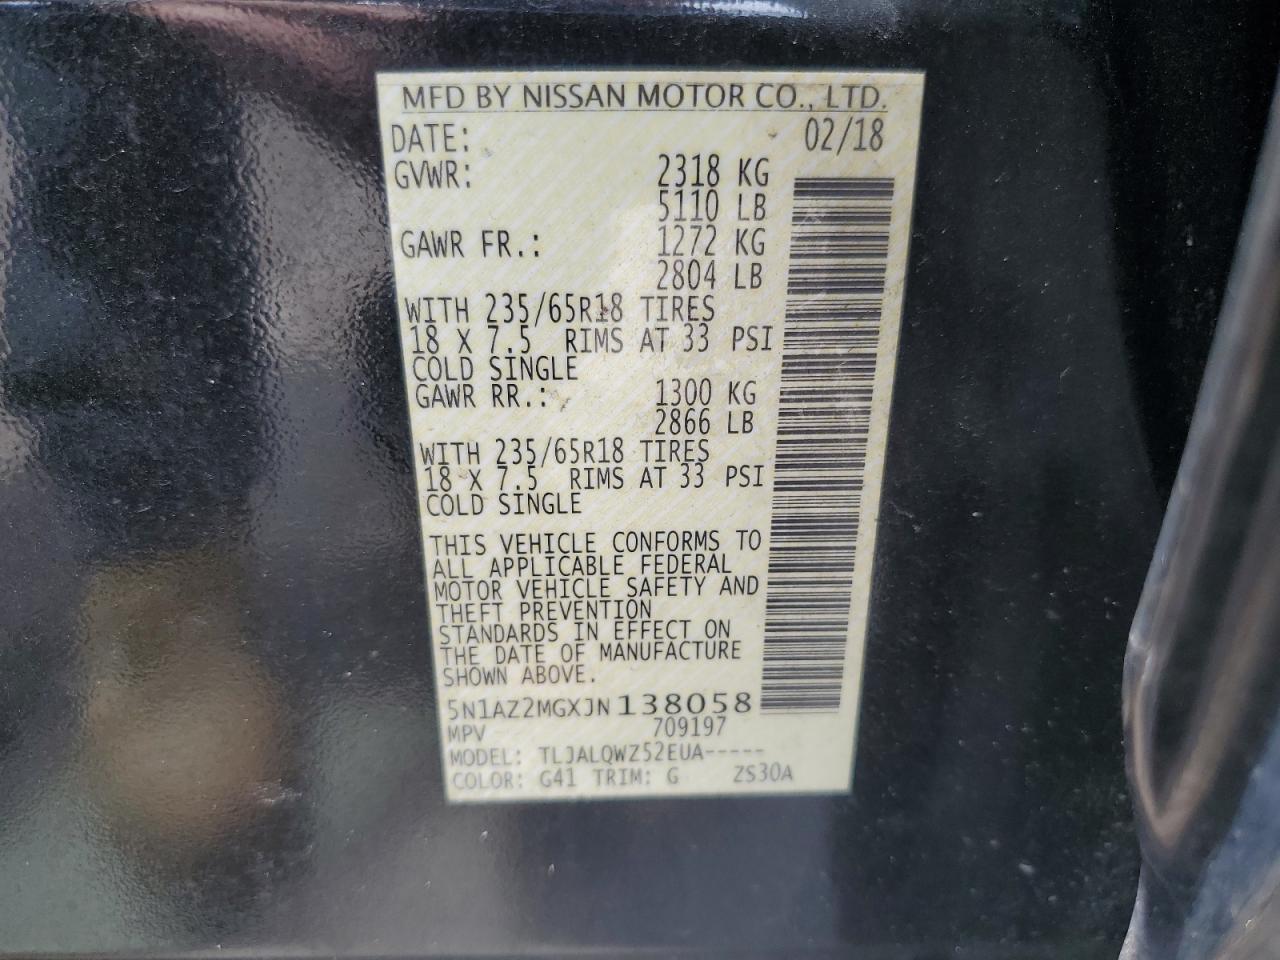 MFD BY NISSAN MOTOR CO., LTD.
DATE: 02/18
GVWR: 2318 KG
5110 LB
GAWR FR.: 1272 KG
2804 LB
WITH 235/65R18 TIRES
18 X 7.5 RIMS AT 33 PSI
COLD SINGLE
GAWR RR.: 1300 KG
2866 LB
WITH 235/65R18 TIRES
18 X 7.5 RIMS AT 33 PSI
COLD SINGLE
THIS VEHICLE CONFORMS TO
ALL APPLICABLE FEDERAL
MOTOR VEHICLE SAFETY AND
THEFT PREVENTION
STANDARDS IN EFFECT ON
THE DATE OF MANUFACTURE
SHOWN ABOVE.
5N1AZ2MGXJN138058
MPV 709197
MODEL: TLJALQWZ52EUA-----
COLOR: G41 TRIM: G ZS30A